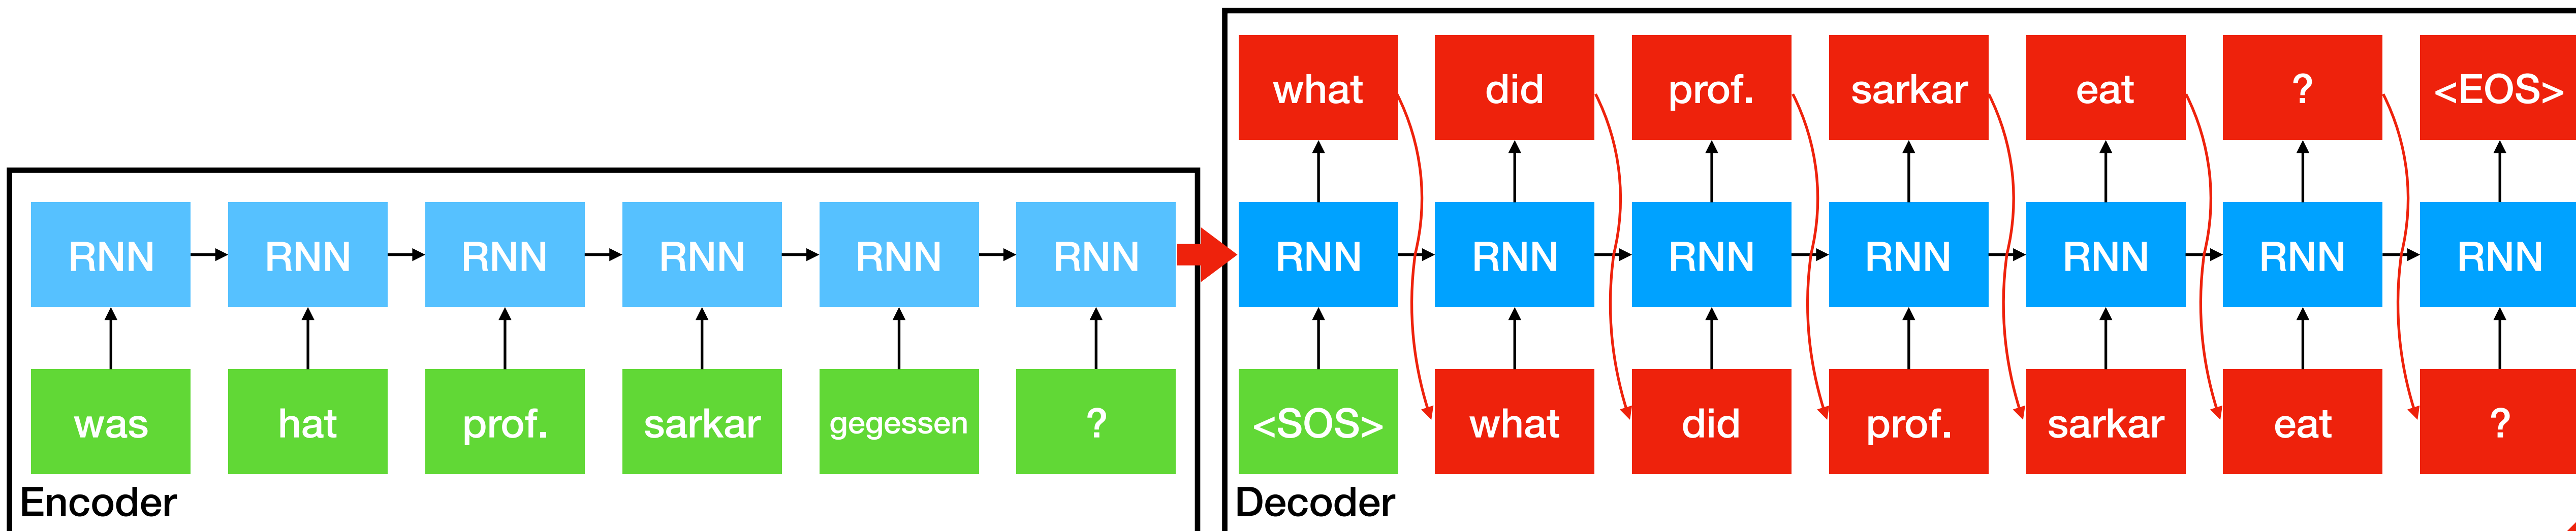 what did prof. sarkar eat ? <EOS>
RNN RNN RNN RNN RNN RNN RNN RNN RNN RNN RNN RNN RNN
was hat prof. sarkar gegessen ? <SOS> what did prof. sarkar eat ?
Encoder Decoder